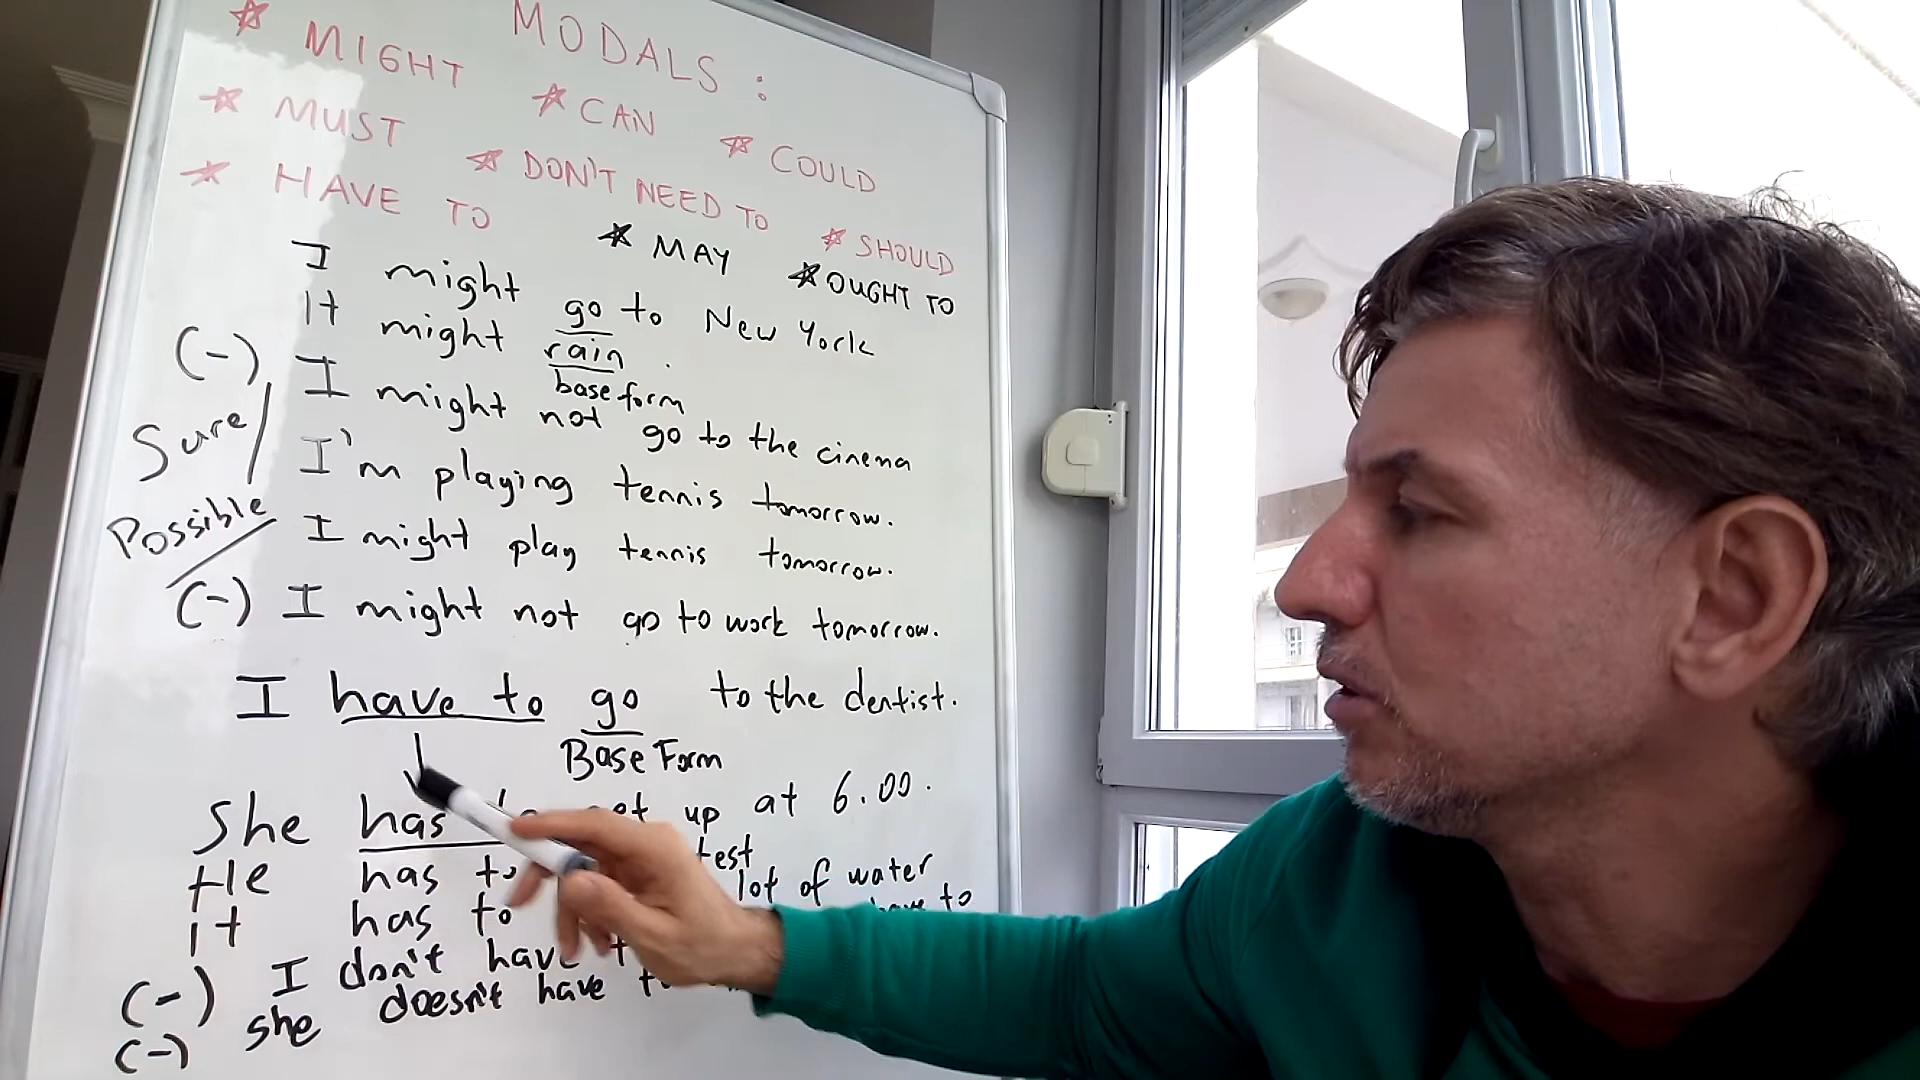 MODALS :
* MIGHT * CAN * COULD
* MUST * DON'T NEED TO * SHOULD
* HAVE TO * MAY * OUGHT TO
I might go to New York
It might rain .
base form
(-) I might not go to the cinema
Sure I'm playing tennis tomorrow.
Possible I might play tennis tomorrow.
(-) I might not go to work tomorrow.
I have to go to the dentist.
Base Form
She has up at 6.00.
He has to test
it has to lot of water
(-) I don't have have to
(-) she doesn't have